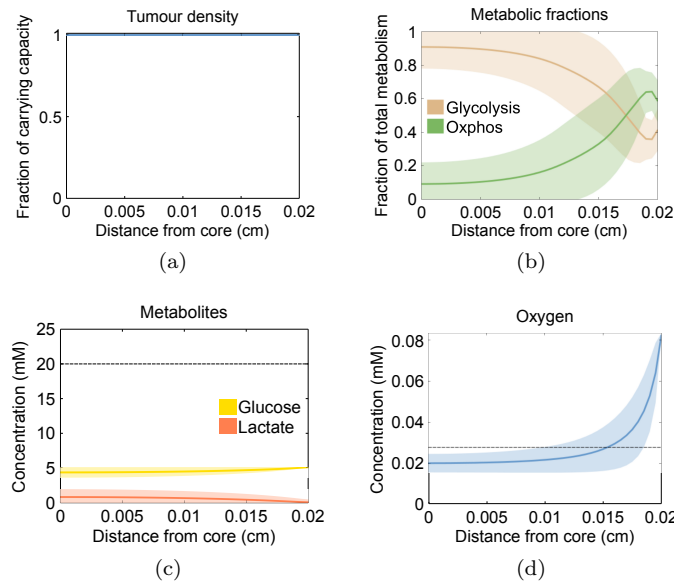 Tumour density
Fraction of carrying capacity
1
0
0 0.005 0.01 0.015 0.02
Distance from core (cm)
(a)
Metabolic fractions
Fraction of total metabolism
1
0.8
0.6
0.4
0.2
0
Glycolysis
Oxphos
0 0.005 0.01 0.015 0.02
Distance from core (cm)
(b)
Metabolites
Concentration (mM)
25
20
15
10
5
0
Glucose
Lactate
0 0.005 0.01 0.015 0.02
Distance from core (cm)
(c)
Oxygen
Concentration (mM)
0.08
0.06
0.04
0.02
0
0 0.005 0.01 0.015 0.02
Distance from core (cm)
(d)